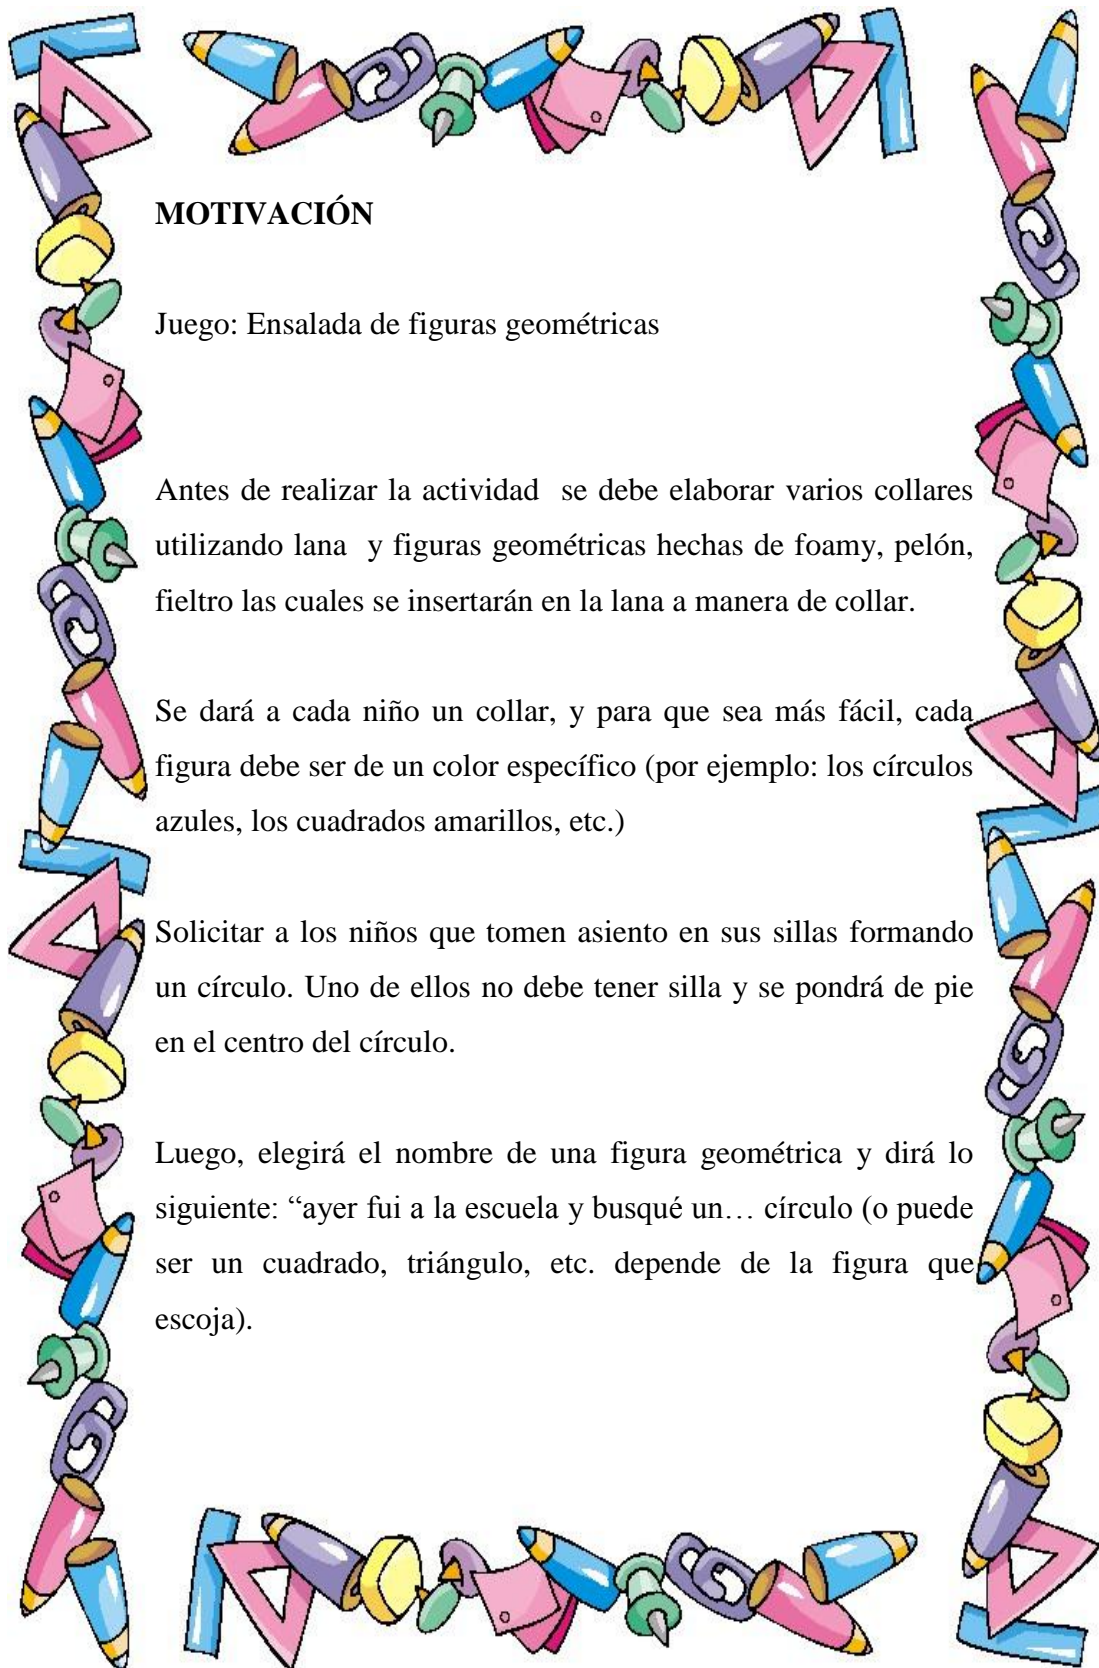 MOTIVACIÓN
Juego: Ensalada de figuras geométricas
Antes de realizar la actividad  se debe elaborar varios collares
utilizando lana  y figuras geométricas hechas de foamy, pelón,
fieltro las cuales se insertarán en la lana a manera de collar.
Se dará a cada niño un collar, y para que sea más fácil, cada
figura debe ser de un color específico (por ejemplo: los círculos
azules, los cuadrados amarillos, etc.)
Solicitar a los niños que tomen asiento en sus sillas formando
un círculo. Uno de ellos no debe tener silla y se pondrá de pie
en el centro del círculo.
Luego, elegirá el nombre de una figura geométrica y dirá lo
siguiente: “ayer fui a la escuela y busqué un… círculo (o puede
ser un cuadrado, triángulo, etc. depende de la figura que
escoja).